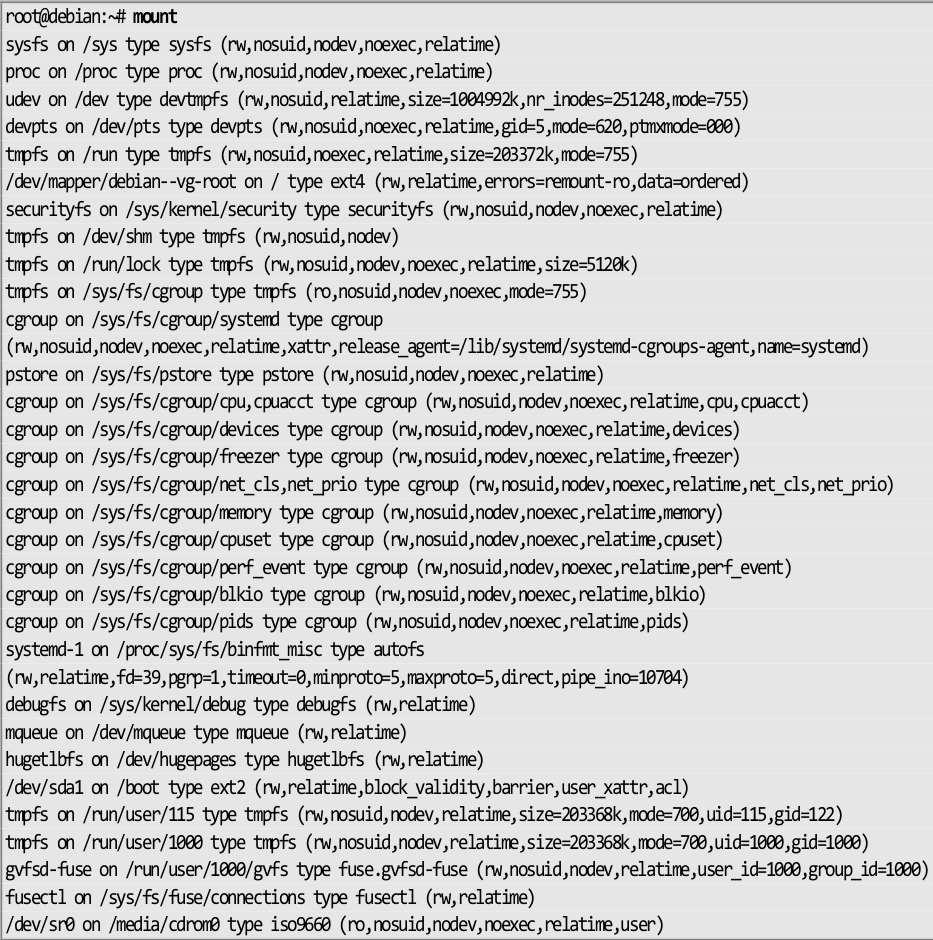 root@debian:~# mount
sysfs on /sys type sysfs (rw,nosuid,nodev,noexec,relatime)
proc on /proc type proc (rw,nosuid,nodev,noexec,relatime)
udev on /dev type devtmpfs (rw,nosuid,relatime,size=1004992k,nr_inodes=251248,mode=755)
devpts on /dev/pts type devpts (rw,nosuid,noexec,relatime,gid=5,mode=620,ptmxmode=000)
tmpfs on /run type tmpfs (rw,nosuid,noexec,relatime,size=203372k,mode=755)
/dev/mapper/debian--vg-root on / type ext4 (rw,relatime,errors=remount-ro,data=ordered)
securityfs on /sys/kernel/security type securityfs (rw,nosuid,nodev,noexec,relatime)
tmpfs on /dev/shm type tmpfs (rw,nosuid,nodev)
tmpfs on /run/lock type tmpfs (rw,nosuid,nodev,noexec,relatime,size=5120k)
tmpfs on /sys/fs/cgroup type tmpfs (ro,nosuid,nodev,noexec,mode=755)
cgroup on /sys/fs/cgroup/systemd type cgroup
(rw,nosuid,nodev,noexec,relatime,xattr,release_agent=/lib/systemd/systemd-cgroups-agent,name=systemd)
pstore on /sys/fs/pstore type pstore (rw,nosuid,nodev,noexec,relatime)
cgroup on /sys/fs/cgroup/cpu,cpuacct type cgroup (rw,nosuid,nodev,noexec,relatime,cpu,cpuacct)
cgroup on /sys/fs/cgroup/devices type cgroup (rw,nosuid,nodev,noexec,relatime,devices)
cgroup on /sys/fs/cgroup/freezer type cgroup (rw,nosuid,nodev,noexec,relatime,freezer)
cgroup on /sys/fs/cgroup/net_cls,net_prio type cgroup (rw,nosuid,nodev,noexec,relatime,net_cls,net_prio)
cgroup on /sys/fs/cgroup/memory type cgroup (rw,nosuid,nodev,noexec,relatime,memory)
cgroup on /sys/fs/cgroup/cpuset type cgroup (rw,nosuid,nodev,noexec,relatime,cpuset)
cgroup on /sys/fs/cgroup/perf_event type cgroup (rw,nosuid,nodev,noexec,relatime,perf_event)
cgroup on /sys/fs/cgroup/blkio type cgroup (rw,nosuid,nodev,noexec,relatime,blkio)
cgroup on /sys/fs/cgroup/pids type cgroup (rw,nosuid,nodev,noexec,relatime,pids)
systemd-1 on /proc/sys/fs/binfmt_misc type autofs
(rw,relatime,fd=39,pgrp=1,timeout=0,minproto=5,maxproto=5,direct,pipe_ino=10704)
debugfs on /sys/kernel/debug type debugfs (rw,relatime)
mqueue on /dev/mqueue type mqueue (rw,relatime)
hugetlbfs on /dev/hugepages type hugetlbfs (rw,relatime)
/dev/sda1 on /boot type ext2 (rw,relatime,block_validity,barrier,user_xattr,acl)
tmpfs on /run/user/115 type tmpfs (rw,nosuid,nodev,relatime,size=203368k,mode=700,uid=115,gid=122)
tmpfs on /run/user/1000 type tmpfs (rw,nosuid,nodev,relatime,size=203368k,mode=700,uid=1000,gid=1000)
gvfsd-fuse on /run/user/1000/gvfs type fuse.gvfsd-fuse (rw,nosuid,nodev,relatime,user_id=1000,group_id=1000)
fusectl on /sys/fs/fuse/connections type fusectl (rw,relatime)
/dev/sr0 on /media/cdrom0 type iso9660 (ro,nosuid,nodev,noexec,relatime,user)